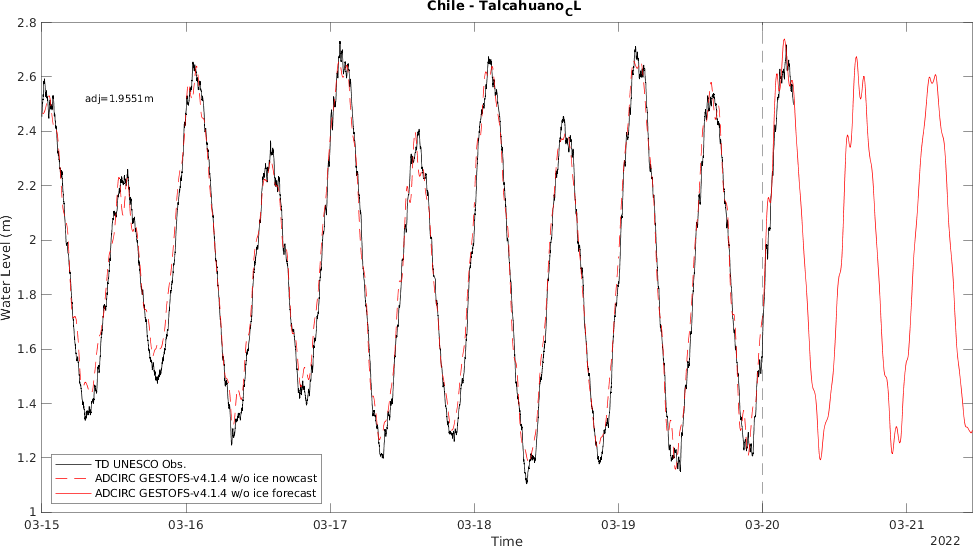 Chile - Talcahuano_CL
2.8
2.6
2.4
2.2
2
1.8
1.6
1.4
1.2
1
Water Level (m)
adj=1.9551m
TD UNESCO Obs.
ADCIRC GESTOFS-v4.1.4 w/o ice nowcast
ADCIRC GESTOFS-v4.1.4 w/o ice forecast
03-15 03-16 03-17 03-18 03-19 03-20 03-21
Time
2022